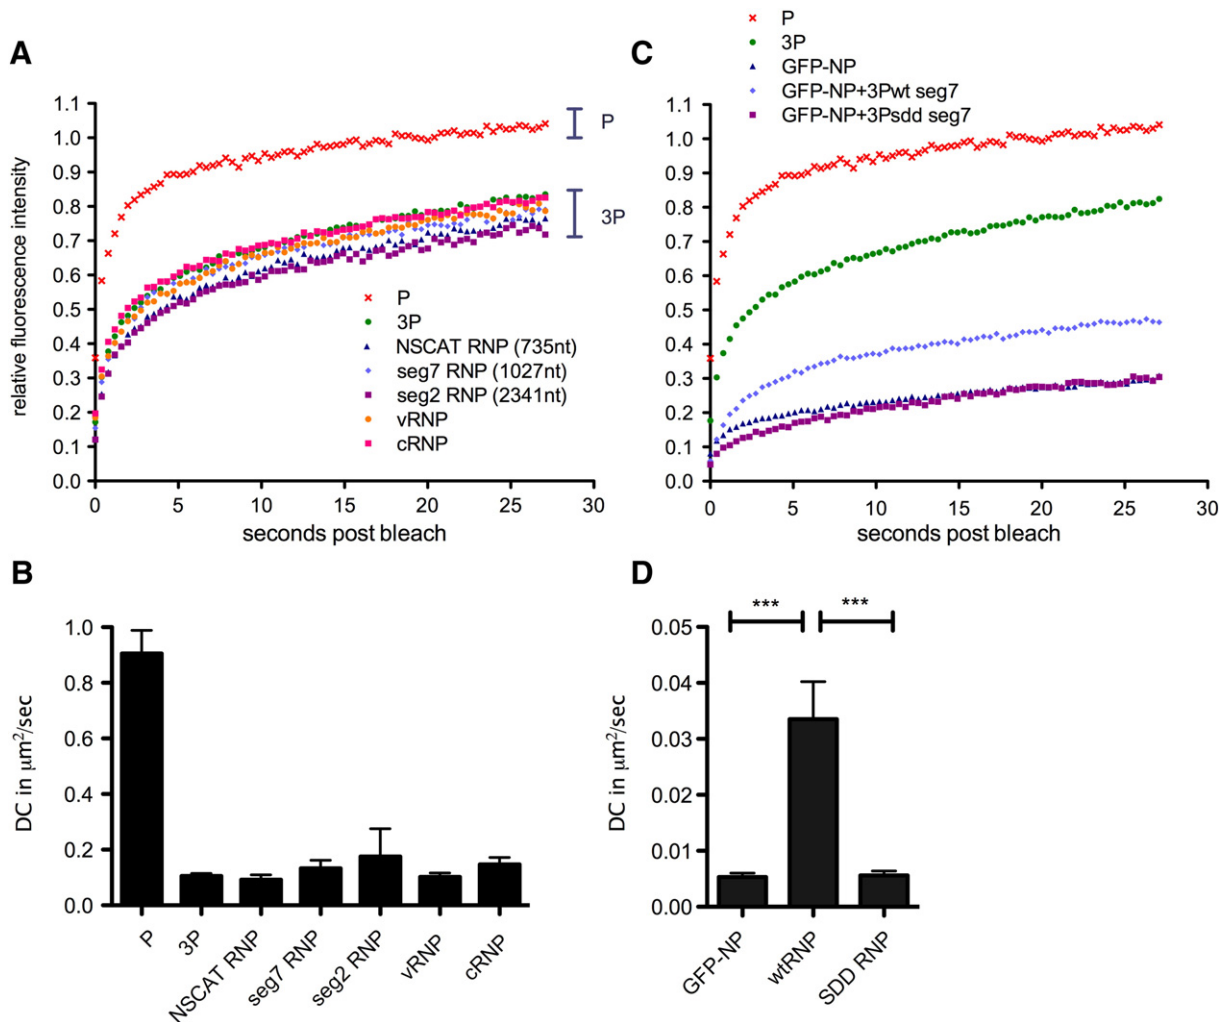 A
relative fluorescence intensity
1.1
1.0
0.9
0.8
0.7
0.6
0.5
0.4
0.3
0.2
0.1
0.0
P
3P
P
3P
NSCAT RNP (735nt)
seg7 RNP (1027nt)
seg2 RNP (2341nt)
vRNP
cRNP
0 5 10 15 20 25 30
seconds post bleach
C
P
3P
GFP-NP
GFP-NP+3Pwt seg7
GFP-NP+3Psdd seg7
1.1
1.0
0.9
0.8
0.7
0.6
0.5
0.4
0.3
0.2
0.1
0.0
0 5 10 15 20 25 30
seconds post bleach
B
DC in μm²/sec
1.0
0.8
0.6
0.4
0.2
0.0
P
3P
NSCAT RNP
seg7 RNP
seg2 RNP
vRNP
cRNP
D
DC in μm²/sec
*** ***
0.05
0.04
0.03
0.02
0.01
0.00
GFP-NP
wtRNP
SDD RNP